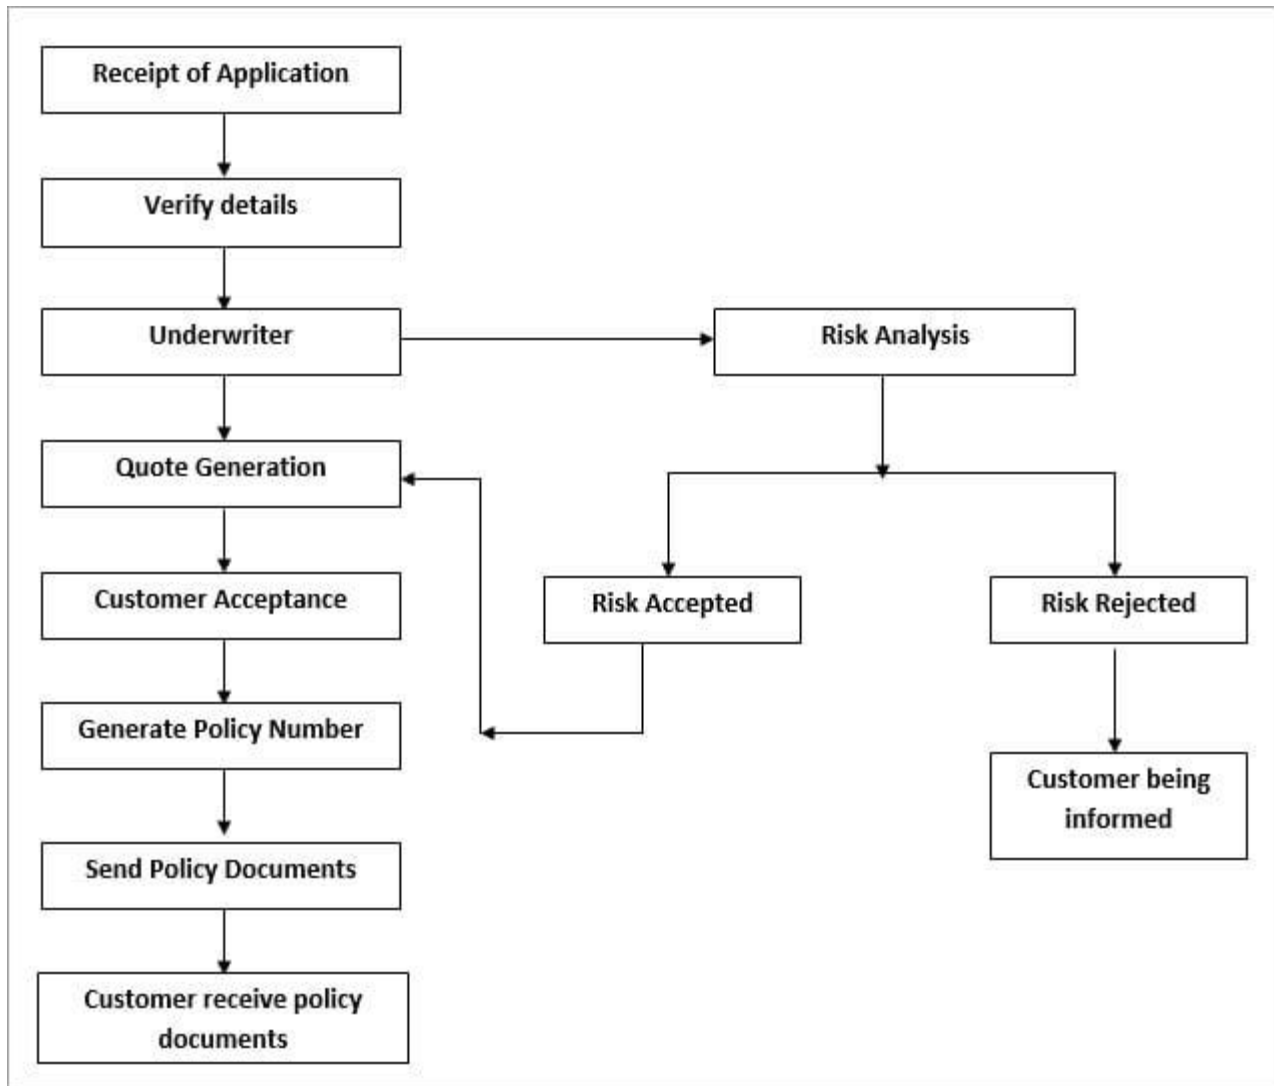 Receipt of Application
Verify details
Underwriter
Risk Analysis
Quote Generation
Customer Acceptance
Risk Accepted
Risk Rejected
Generate Policy Number
Customer being
informed
Send Policy Documents
Customer receive policy
documents